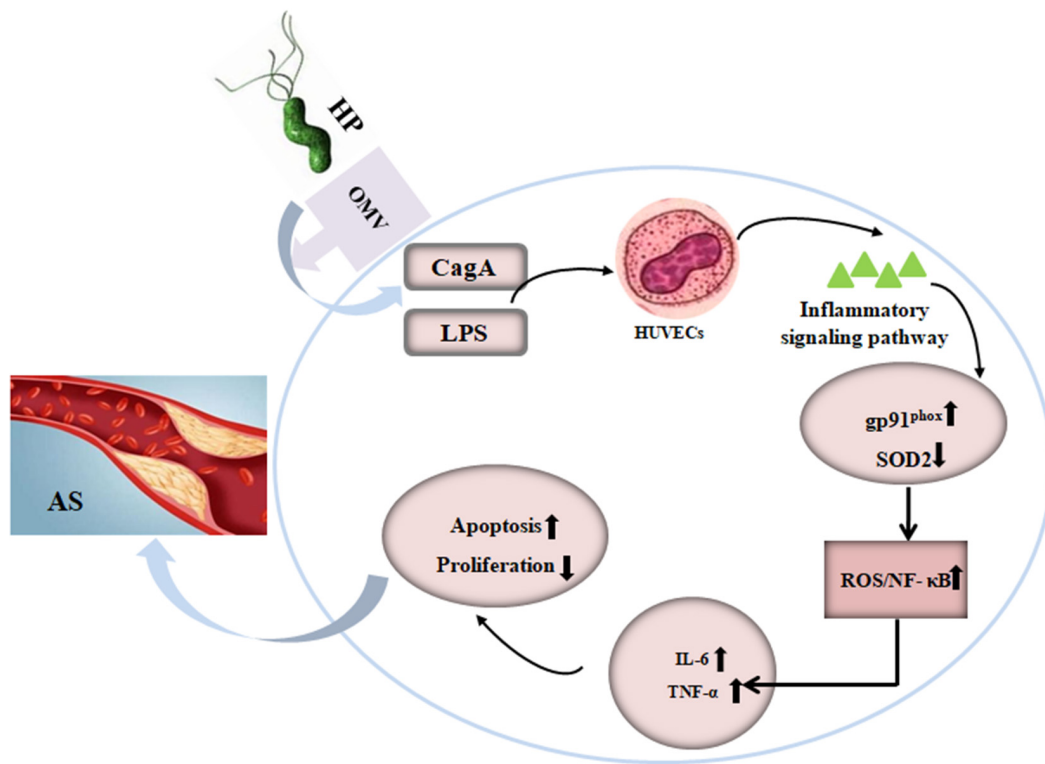 HP
OMV
CagA
LPS
HUVECs
Inflammatory
signaling pathway
gp91phox
SOD2
ROS/NF- κB
IL-6
TNF-α
Apoptosis
Proliferation
AS